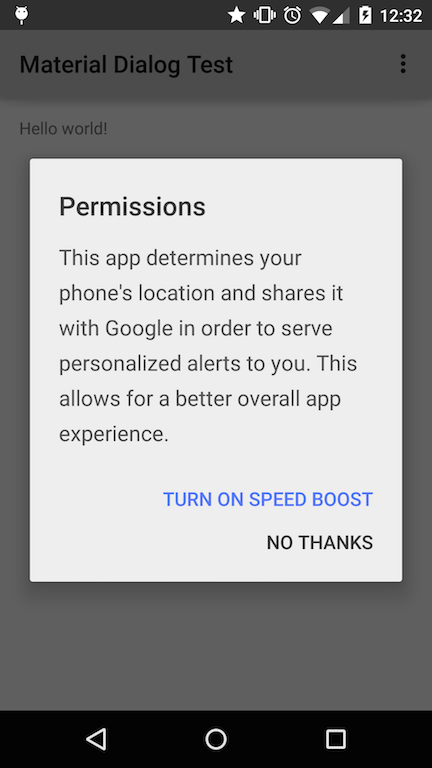 12:32
Material Dialog Test
Hello world!
Permissions
This app determines your
phone's location and shares it
with Google in order to serve
personalized alerts to you. This
allows for a better overall app
experience.
TURN ON SPEED BOOST
NO THANKS